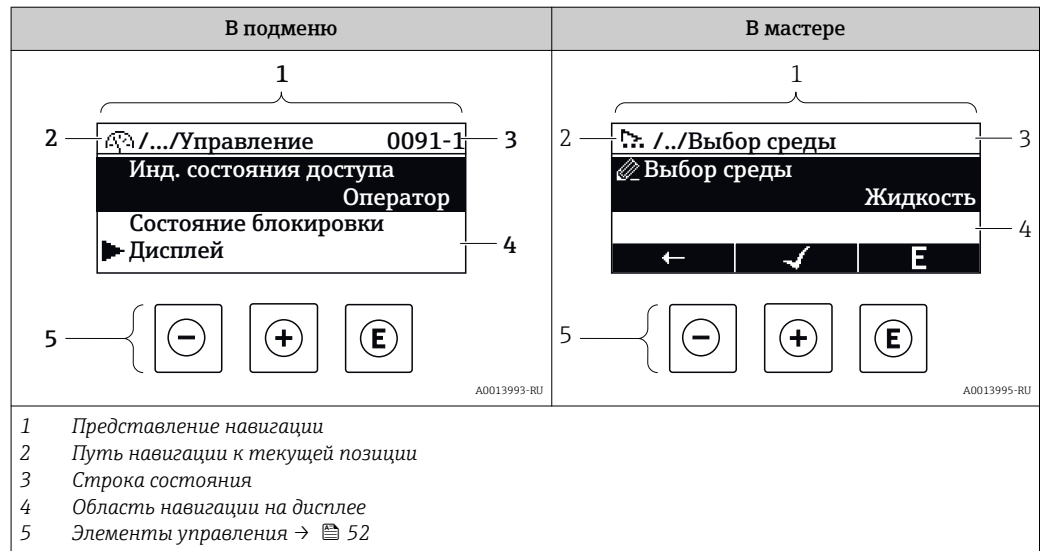 В подменю
В мастере
1
2
/.../Управление 0091-1
3
Инд. состояния доступа
Оператор
Состояние блокировки
Дисплей
4
5
- + E
A0013993-RU
1
2
/../Выбор среды
3
Выбор среды
Жидкость
4
← ✓ E
5
- + E
A0013995-RU
1 Представление навигации
2 Путь навигации к текущей позиции
3 Строка состояния
4 Область навигации на дисплее
5 Элементы управления → 52